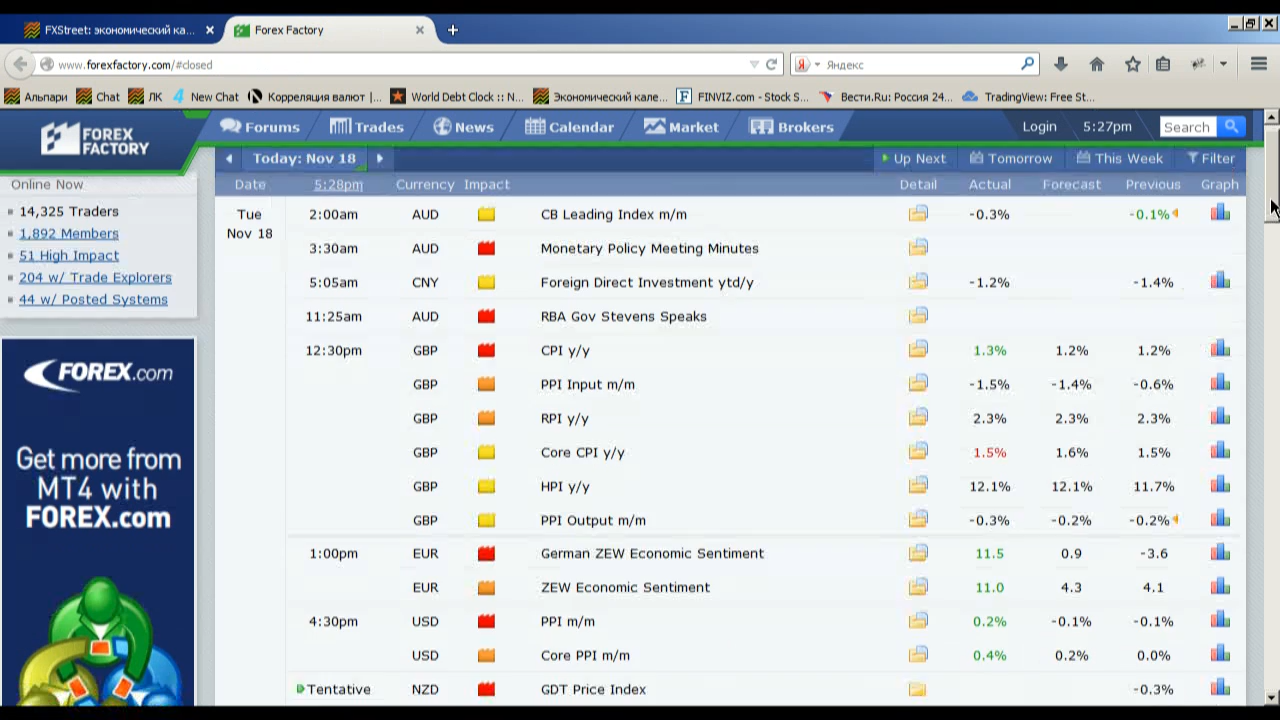 FXStreet: экономический ка...
Forex Factory
www.forexfactory.com/#closed
Яндекс
Альпари
Chat
ЛК
New Chat
Корреляция валют |...
World Debt Clock :: N...
Экономический кале...
FINVIZ.com - Stock S...
Вести.Ru: Россия 24...
TradingView: Free St...
FOREX
FACTORY
Forums
Trades
News
Calendar
Market
Brokers
Login
5:27pm
Search
Today: Nov 18
Up Next
Tomorrow
This Week
Filter
Online Now
14,325 Traders
1,892 Members
51 High Impact
204 w/ Trade Explorers
44 w/ Posted Systems
FOREX.com
Get more from
MT4 with
FOREX.com
Date 5:28pm Currency Impact Detail Actual Forecast Previous Graph
Tue 2:00am AUD CB Leading Index m/m -0.3% -0.1%
Nov 18
3:30am AUD Monetary Policy Meeting Minutes
5:05am CNY Foreign Direct Investment ytd/y -1.2% -1.4%
11:25am AUD RBA Gov Stevens Speaks
12:30pm GBP CPI y/y 1.3% 1.2% 1.2%
GBP PPI Input m/m -1.5% -1.4% -0.6%
GBP RPI y/y 2.3% 2.3% 2.3%
GBP Core CPI y/y 1.5% 1.6% 1.5%
GBP HPI y/y 12.1% 12.1% 11.7%
GBP PPI Output m/m -0.3% -0.2% -0.2%
1:00pm EUR German ZEW Economic Sentiment 11.5 0.9 -3.6
EUR ZEW Economic Sentiment 11.0 4.3 4.1
4:30pm USD PPI m/m 0.2% -0.1% -0.1%
USD Core PPI m/m 0.4% 0.2% 0.0%
Tentative NZD GDT Price Index -0.3%